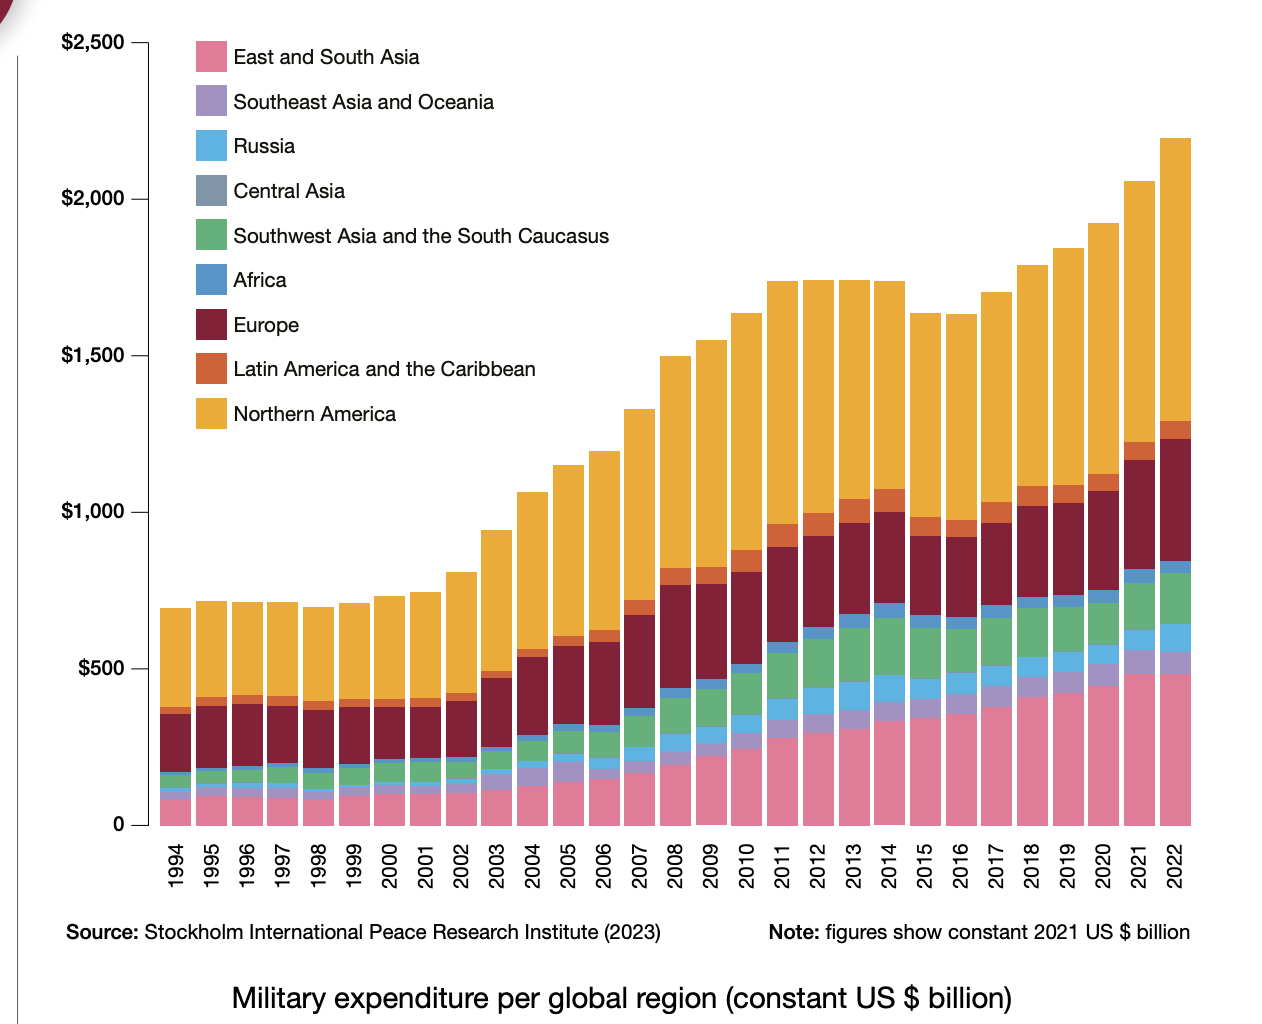 $2,500
$2,000
$1,500
$1,000
$500
0
East and South Asia
Southeast Asia and Oceania
Russia
Central Asia
Southwest Asia and the South Caucasus
Africa
Europe
Latin America and the Caribbean
Northern America
1994
1995
1996
1997
1998
1999
2000
2001
2002
2003
2004
2005
2006
2007
2008
2009
2010
2011
2012
2013
2014
2015
2016
2017
2018
2019
2020
2021
2022
Source: Stockholm International Peace Research Institute (2023)
Note: figures show constant 2021 US $ billion
Military expenditure per global region (constant US $ billion)